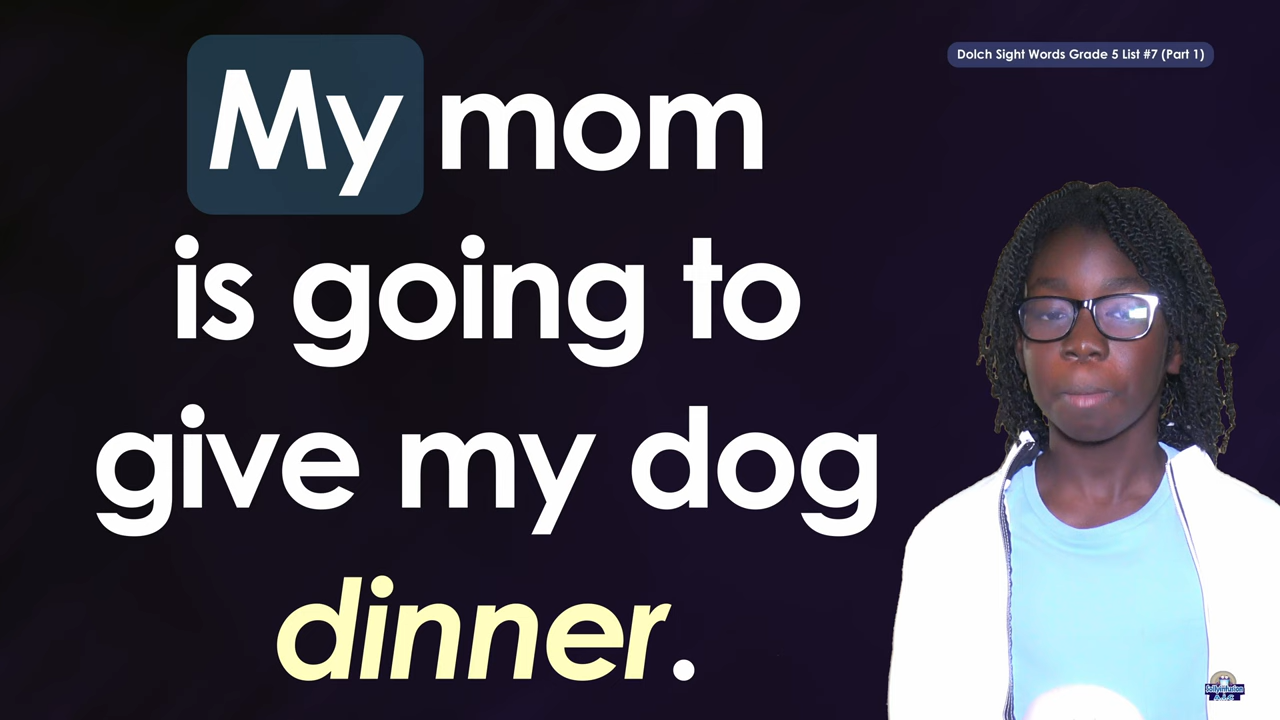 Dolch Sight Words Grade 5 List #7 (Part 1)
My mom
is going to
give my dog
dinner.